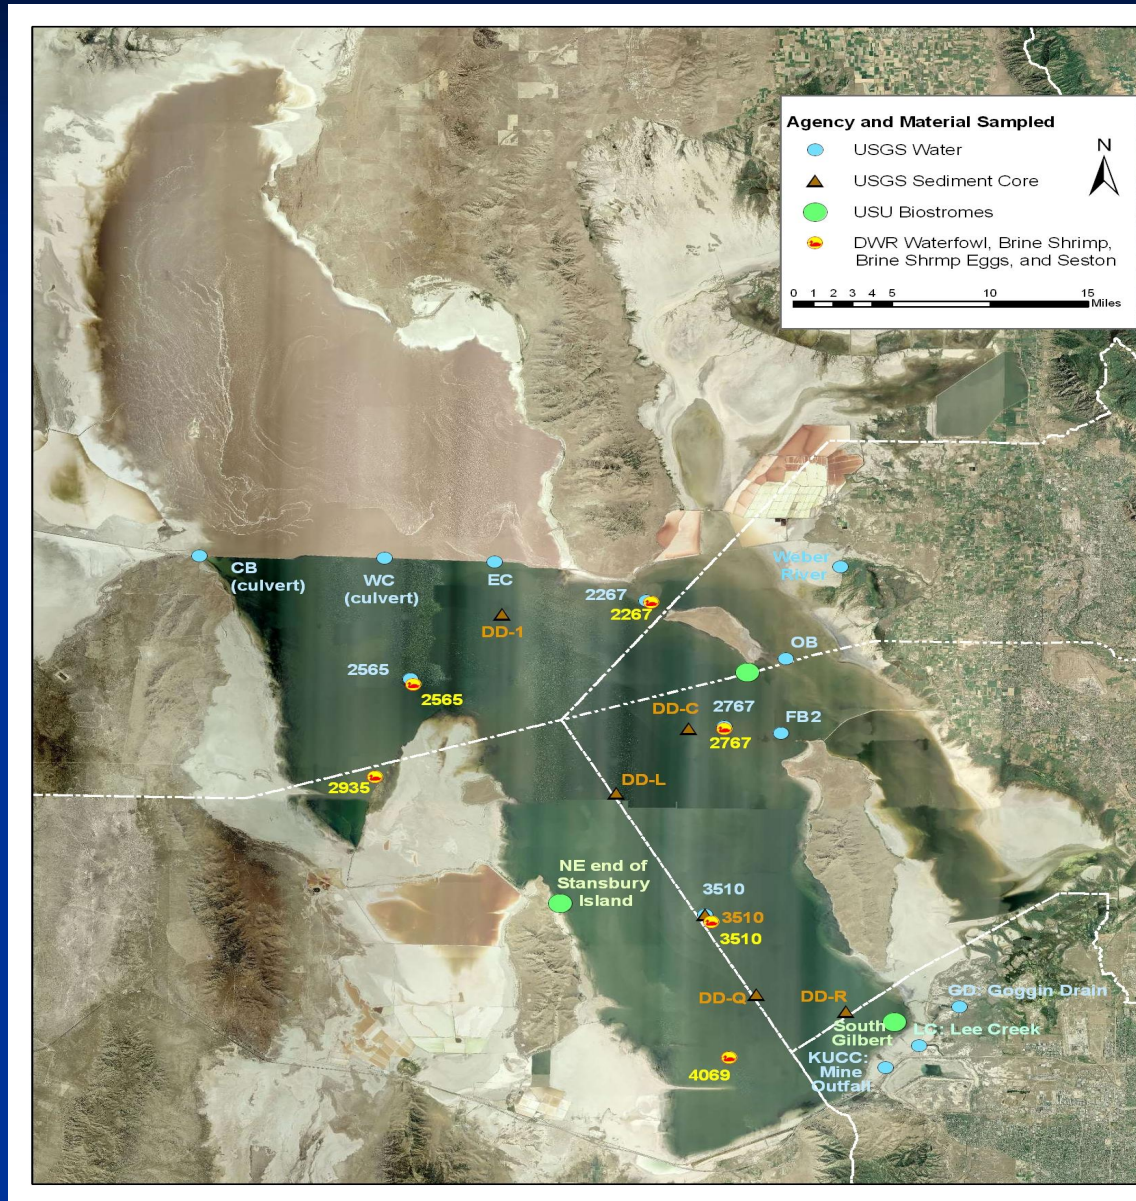 Agency and Material Sampled
N
USGS Water
USGS Sediment Core
USU Biostromes
DWR Waterfowl, Brine Shrimp,
Brine Shrmp Eggs, and Seston
0 1 2 3 4 5 10 15
Miles
CB
(culvert)
WC
(culvert)
EC
Weber
River
2267
2267
DD-1
OB
2565
2565
DD-C
2767
2767
FB2
2935
DD-L
NE end of
Stansbury
Island
3510
3510
3510
DD-Q
DD-R
GD: Goggin Drain
South
Gilbert
LC: Lee Creek
KUCC:
Mine
Outfall
4069